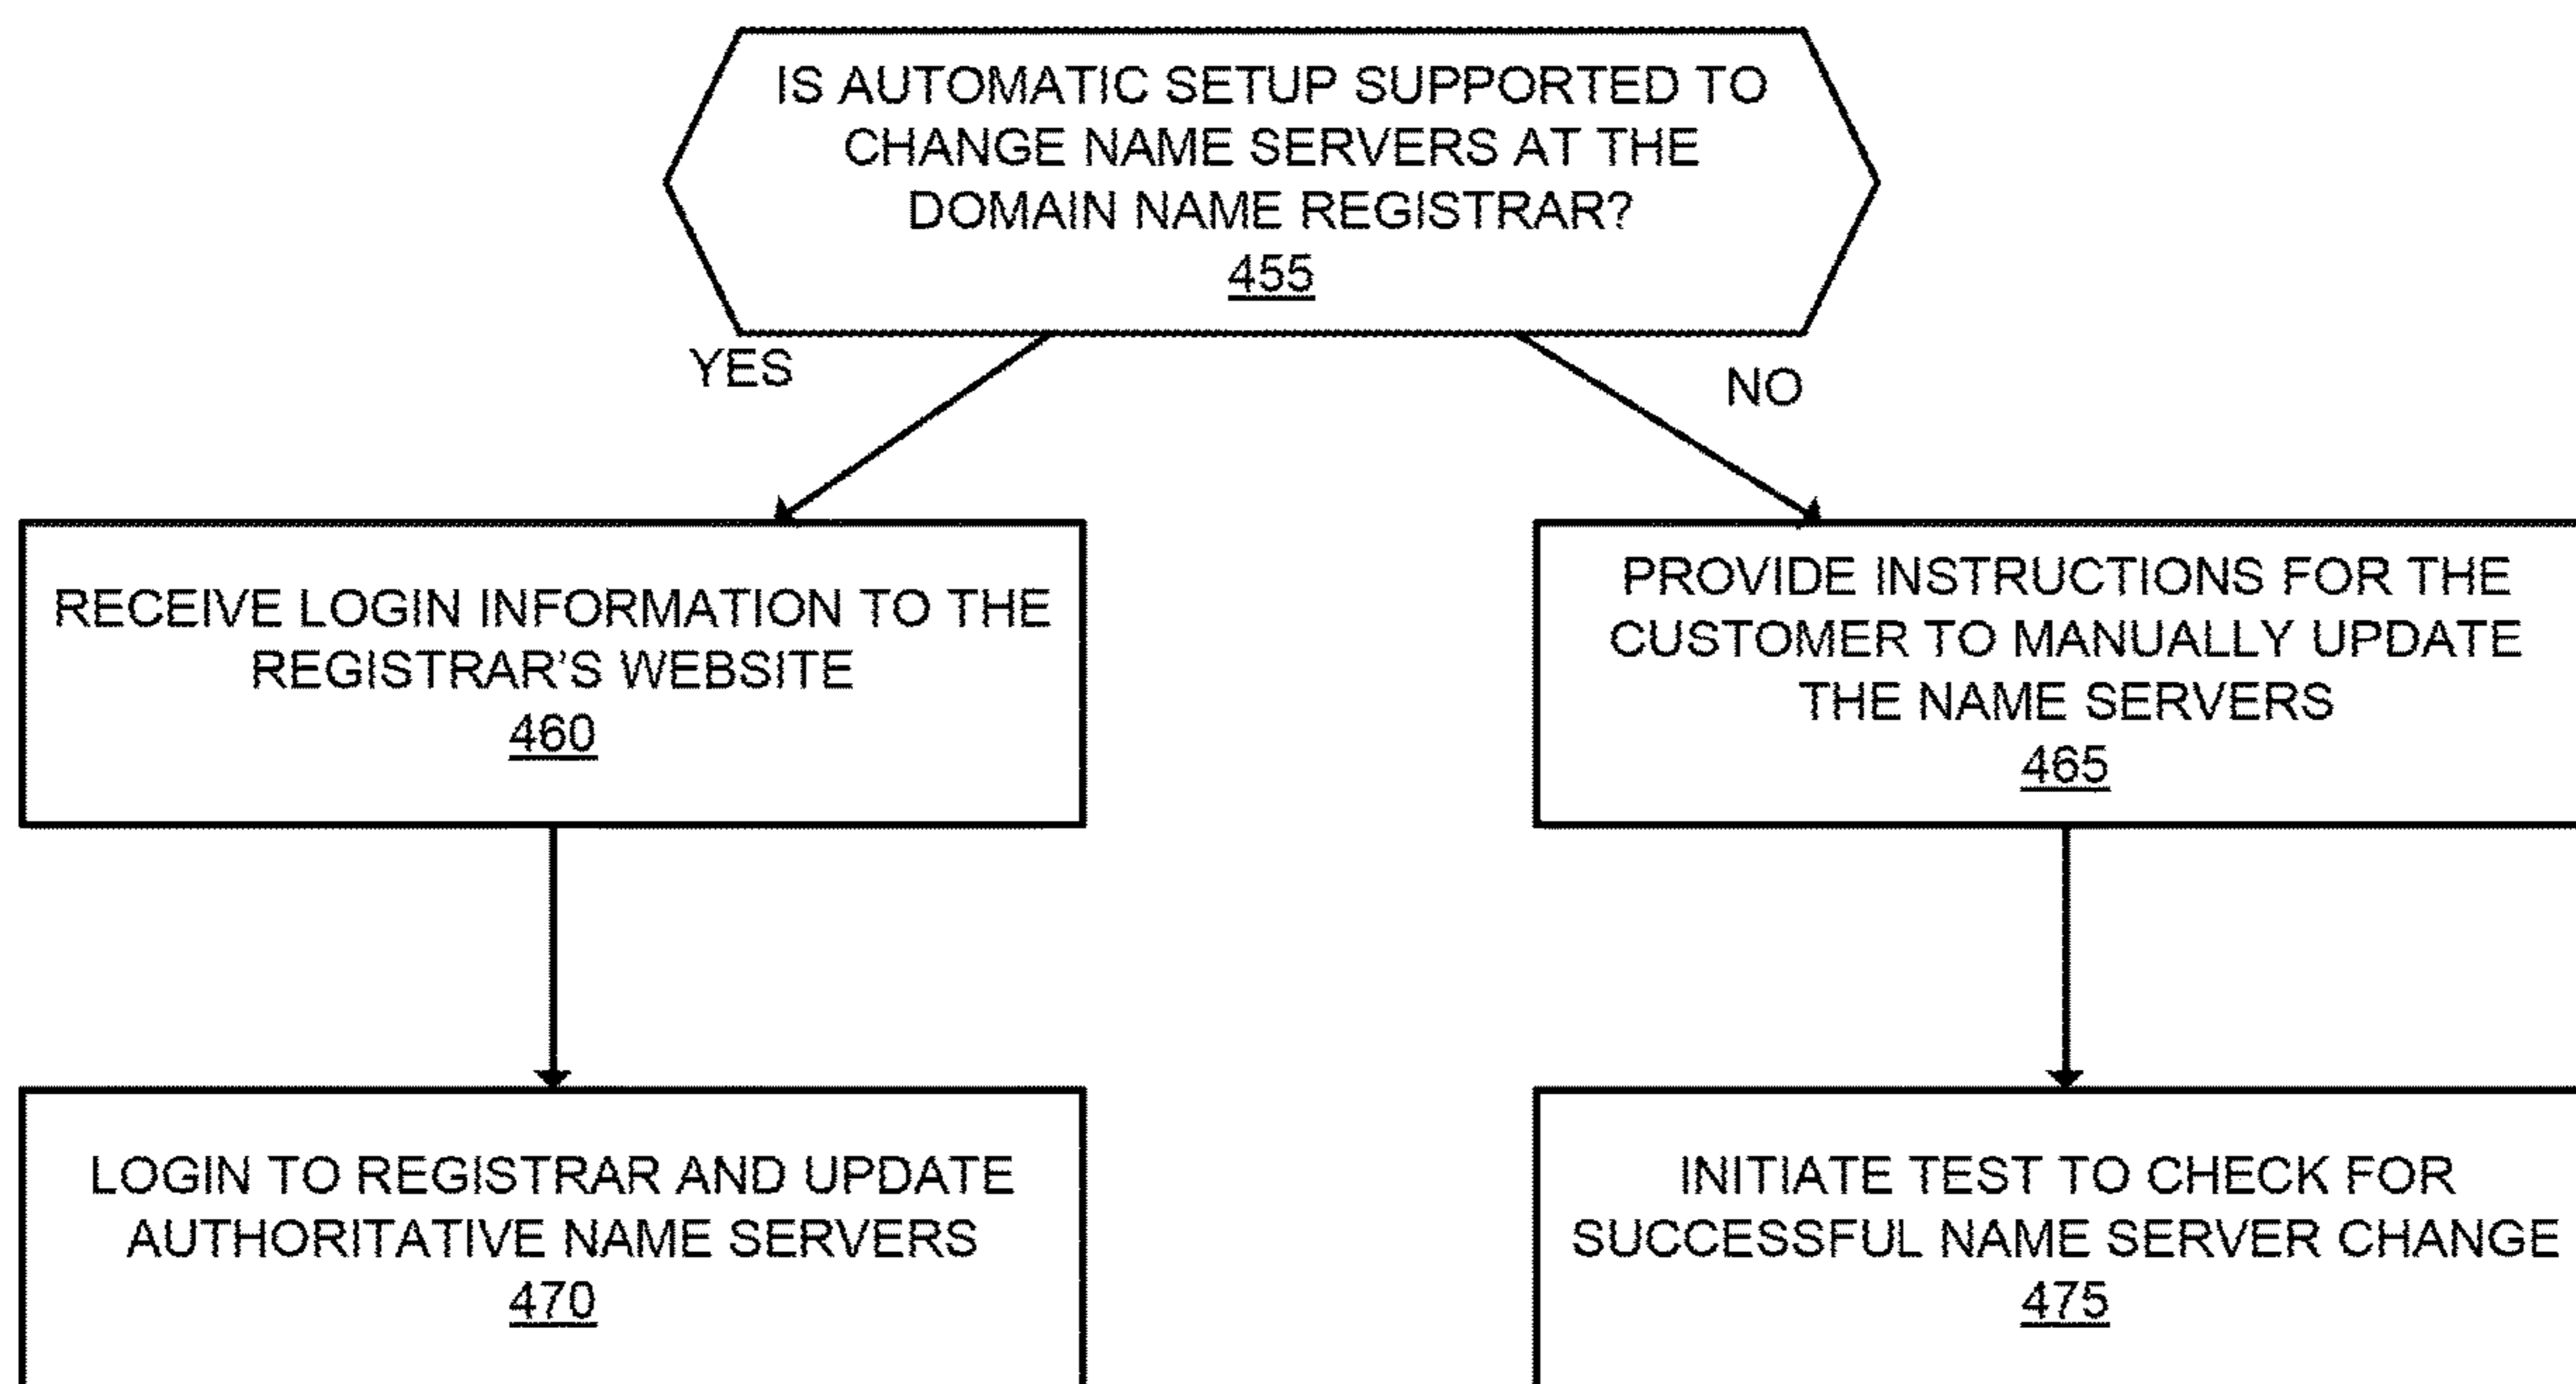 IS AUTOMATIC SETUP SUPPORTED TO
CHANGE NAME SERVERS AT THE
DOMAIN NAME REGISTRAR?
455
YES
NO
RECEIVE LOGIN INFORMATION TO THE
REGISTRAR'S WEBSITE
460
PROVIDE INSTRUCTIONS FOR THE
CUSTOMER TO MANUALLY UPDATE
THE NAME SERVERS
465
LOGIN TO REGISTRAR AND UPDATE
AUTHORITATIVE NAME SERVERS
470
INITIATE TEST TO CHECK FOR
SUCCESSFUL NAME SERVER CHANGE
475